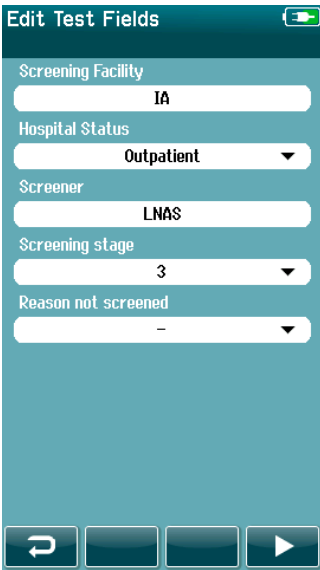 Edit Test Fields
Screening Facility
IA
Hospital Status
Outpatient
Screener
LNAS
Screening stage
3
Reason not screened
-